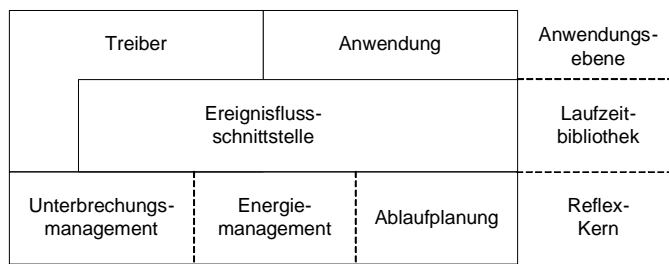 Treiber
Anwendung
Anwendungs-
ebene
Ereignisfluss-
schnittstelle
Laufzeit-
bibliothek
Unterbrechungs-
management
Energie-
management
Ablaufplanung
Reflex-
Kern